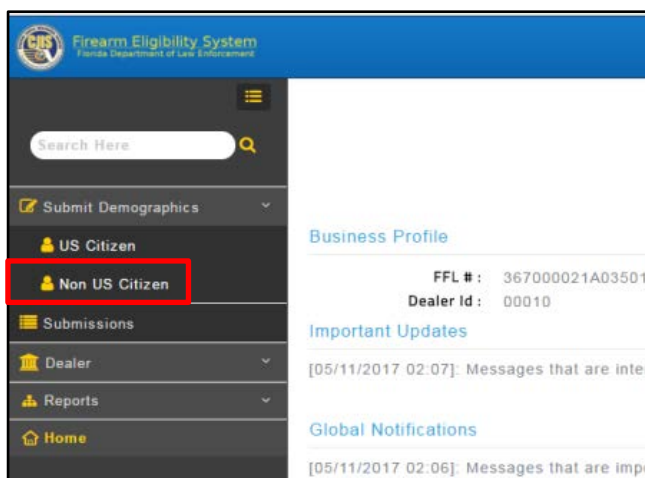 CJIS
Firearm Eligibility System
Florida Department of Law Enforcement
Search Here
Submit Demographics
US Citizen
Non US Citizen
Submissions
Dealer
Reports
Home
Business Profile
FFL # : 367000021A03501
Dealer Id : 00010
Important Updates
[05/11/2017 02:07]: Messages that are inte
Global Notifications
[05/11/2017 02:06]: Messages that are imp